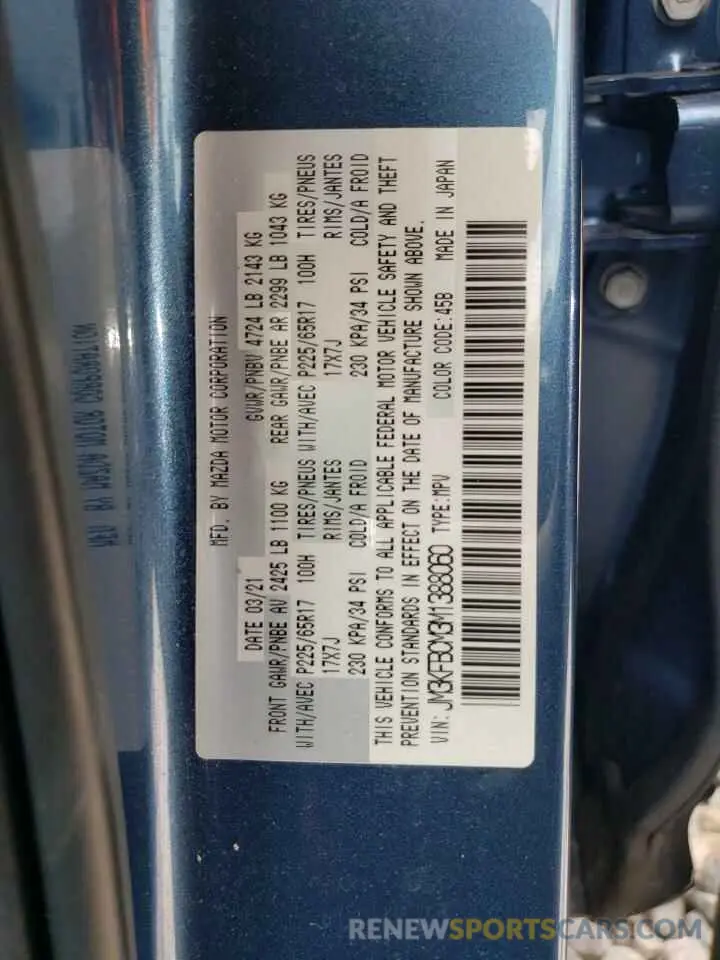 MFD. BY MAZDA MOTOR CORPORATION
DATE 03/21 GVWR/PNBV 4724 LB 2143 KG
FRONT GAWR/PNBE AV 2425 LB 1100 KG REAR GAWR/PNBE AR 2299 LB 1043 KG
WITH/AVEC P225/65R17 100H TIRES/PNEUS WITH/AVEC P225/65R17 100H TIRES/PNEUS
17X7J RIMS/JANTES 17X7J RIMS/JANTES
230 KPA/34 PSI COLD/A FROID 230 KPA/34 PSI COLD/A FROID
THIS VEHICLE CONFORMS TO ALL APPLICABLE FEDERAL MOTOR VEHICLE SAFETY AND THEFT
PREVENTION STANDARDS IN EFFECT ON THE DATE OF MANUFACTURE SHOWN ABOVE.
VIN: JM3KFBCM3M1388060 TYPE:MPV COLOR CODE:45B MADE IN JAPAN
RENEWSPORTSCARS.COM